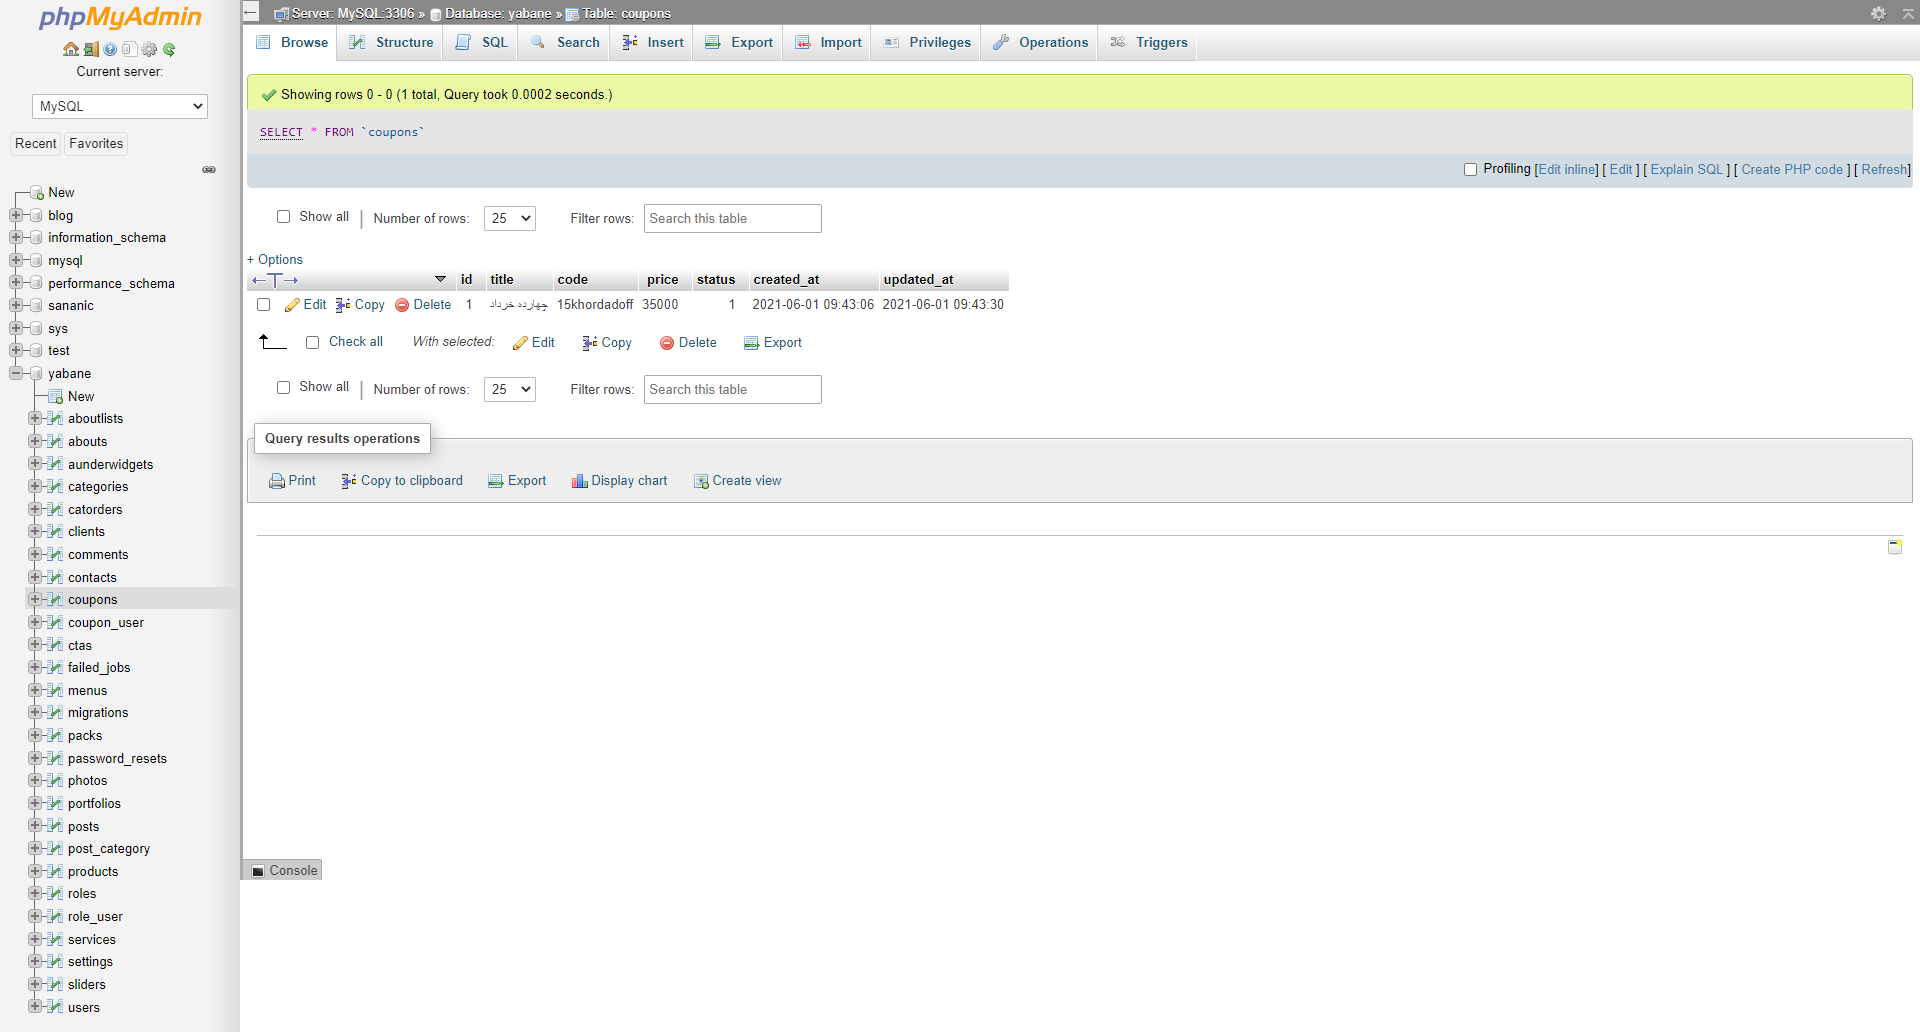 phpMyAdmin
Current server:
MySQL
Recent Favorites
New
blog
information_schema
mysql
performance_schema
sananic
sys
test
yabane
New
aboutlists
abouts
aunderwidgets
categories
catorders
clients
comments
contacts
coupons
coupon_user
ctas
failed_jobs
menus
migrations
packs
password_resets
photos
portfolios
posts
post_category
products
roles
role_user
services
settings
sliders
users
Server: MySQL:3306 » Database: yabane » Table: coupons
Browse Structure SQL Search Insert Export Import Privileges Operations Triggers
Showing rows 0 - 0 (1 total, Query took 0.0002 seconds.)
SELECT * FROM `coupons`
Profiling [Edit inline] [ Edit ] [ Explain SQL ] [ Create PHP code ] [ Refresh]
Show all | Number of rows: 25 Filter rows: Search this table
+ Options
←T→ id title code price status created_at updated_at
Edit Copy Delete 1 چهارده خرداد 15khordadoff 35000 1 2021-06-01 09:43:06 2021-06-01 09:43:30
Check all With selected: Edit Copy Delete Export
Show all | Number of rows: 25 Filter rows: Search this table
Query results operations
Print Copy to clipboard Export Display chart Create view
Console